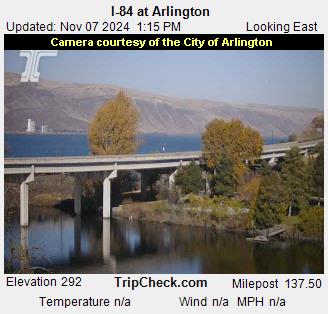 I-84 at Arlington
Updated: Nov 07 2024 1:15 PM Looking East
Camera courtesy of the City of Arlington
Elevation 292 TripCheck.com Milepost 137.50
Temperature n/a Wind n/a MPH n/a